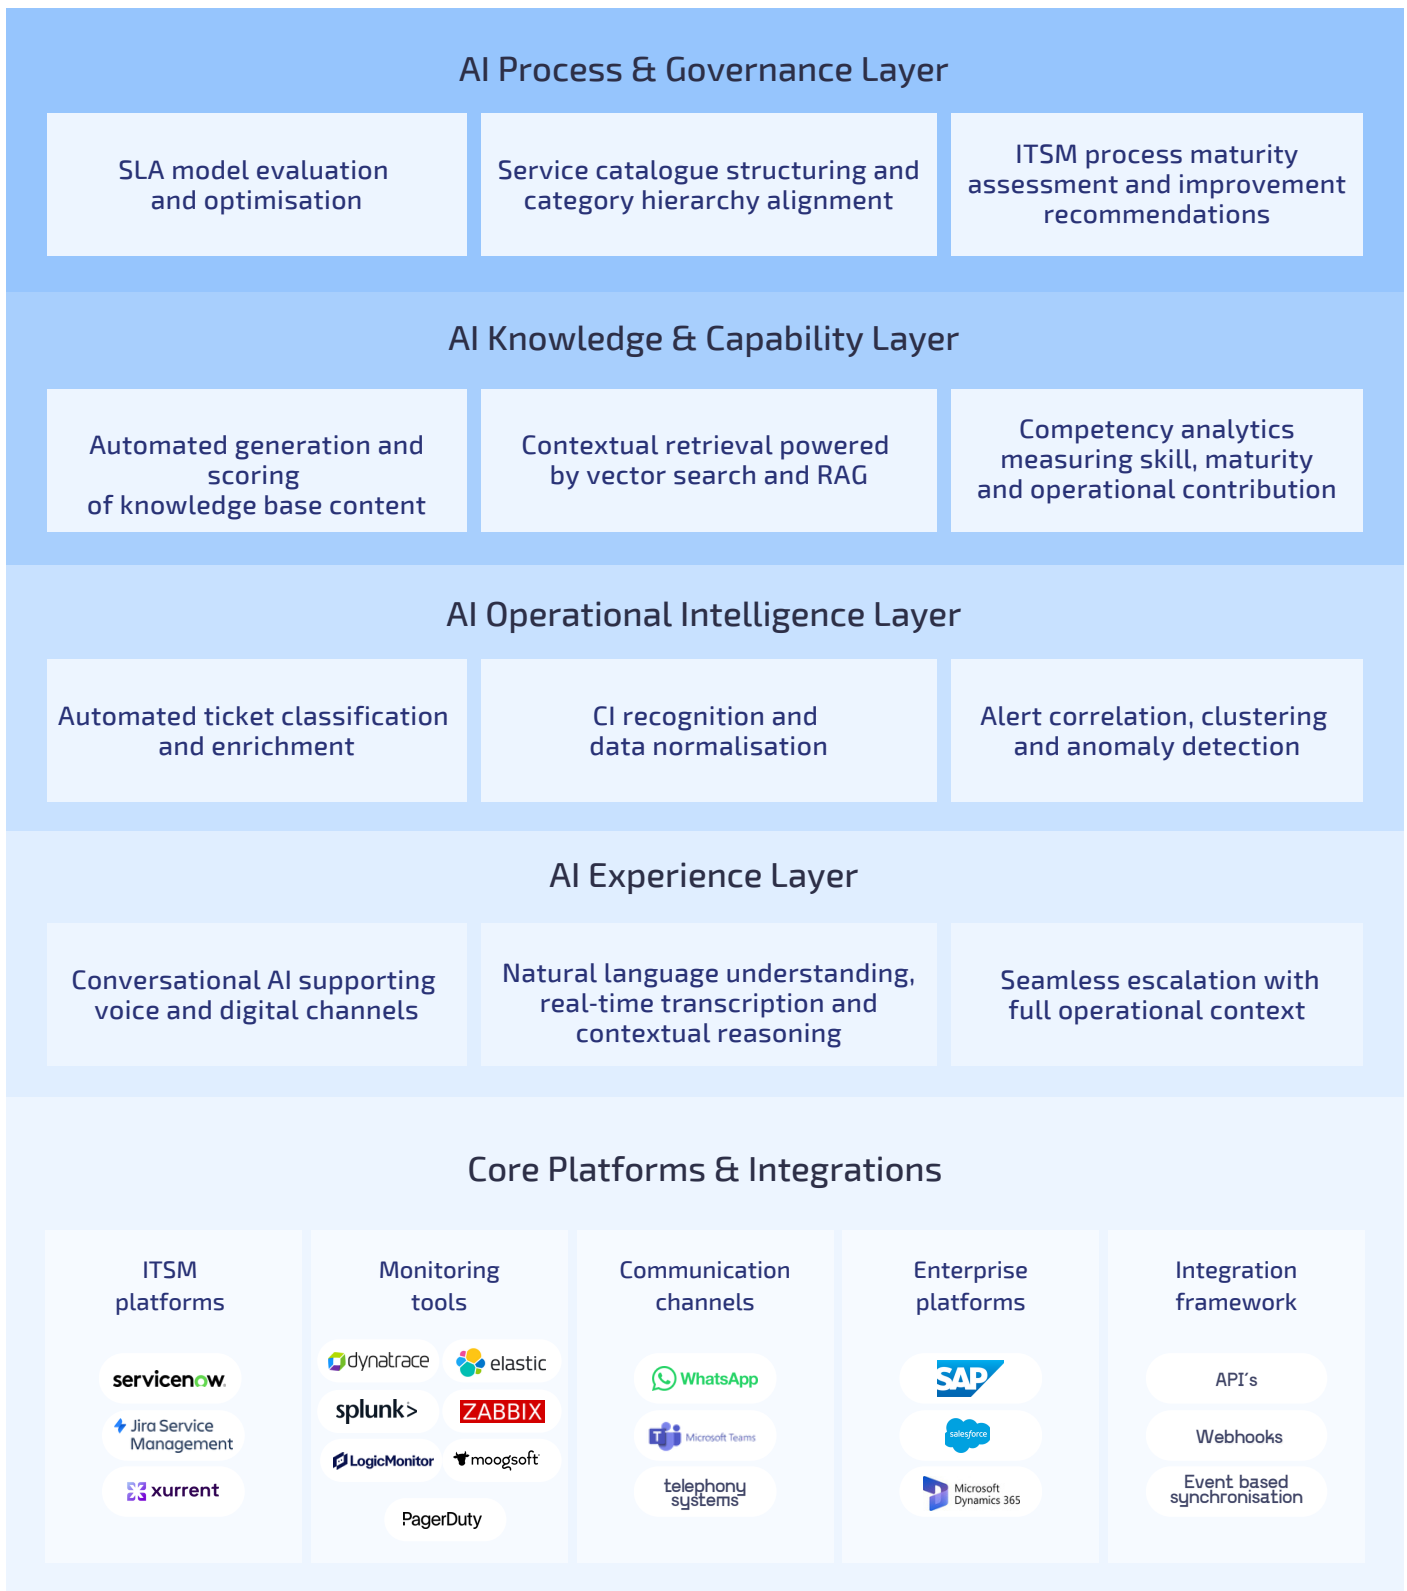 AI Process & Governance Layer
SLA model evaluation
and optimisation
Service catalogue structuring and
category hierarchy alignment
ITSM process maturity
assessment and improvement
recommendations
AI Knowledge & Capability Layer
Automated generation and
scoring
of knowledge base content
Contextual retrieval powered
by vector search and RAG
Competency analytics
measuring skill, maturity
and operational contribution
AI Operational Intelligence Layer
Automated ticket classification
and enrichment
CI recognition and
data normalisation
Alert correlation, clustering
and anomaly detection
AI Experience Layer
Conversational AI supporting
voice and digital channels
Natural language understanding,
real-time transcription and
contextual reasoning
Seamless escalation with
full operational context
Core Platforms & Integrations
ITSM
platforms
servicenow.
Jira Service
Management
xurrent
Monitoring
tools
dynatrace
elastic
splunk>
ZABBIX
LogicMonitor
moogsoft
PagerDuty
Communication
channels
WhatsApp
Microsoft Teams
telephony
systems
Enterprise
platforms
SAP
salesforce
Microsoft
Dynamics 365
Integration
framework
API´s
Webhooks
Event based
synchronisation